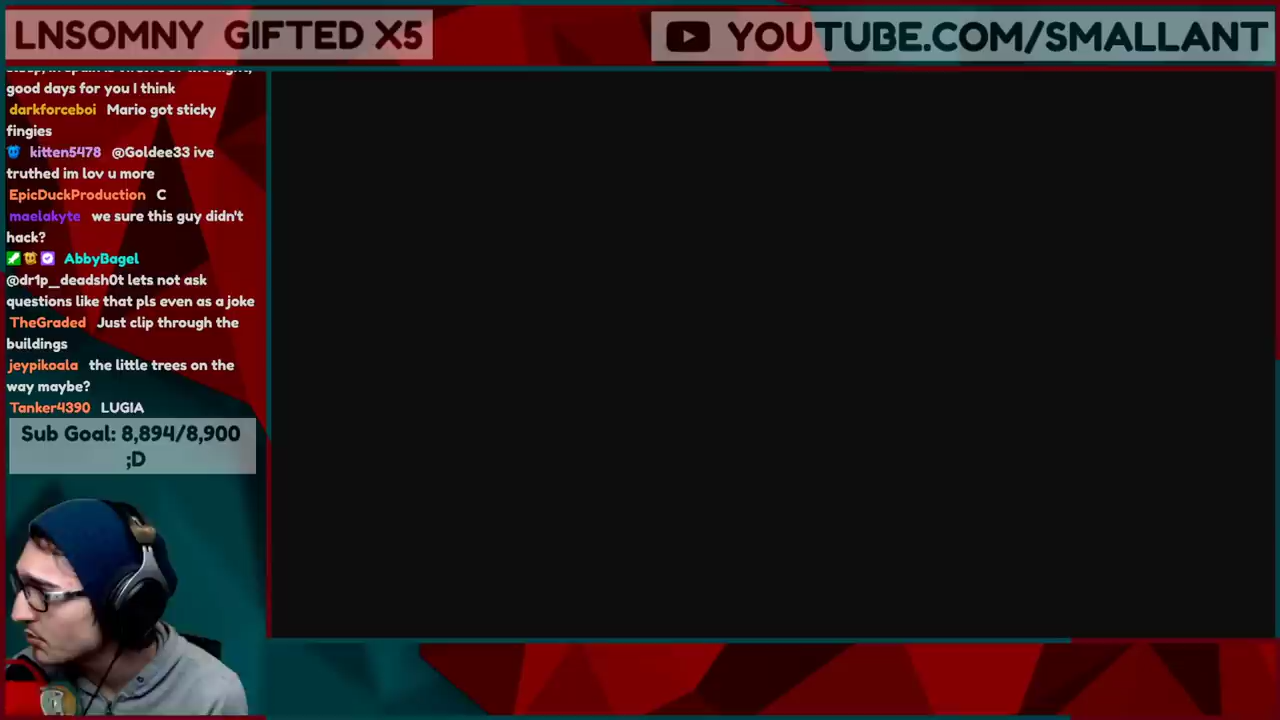 LNSOMNY GIFTED X5
YOUTUBE.COM/SMALLANT
good days for you I think
darkforceboi Mario got sticky
fingies
kitten5478 @Goldee33 ive
truthed im lov u more
EpicDuckProduction C
maelakyte we sure this guy didn't
hack?
AbbyBagel
@dr1p__deadsh0t lets not ask
questions like that pls even as a joke
TheGraded Just clip through the
buildings
jeypikoala the little trees on the
way maybe?
Tanker4390 LUGIA
Sub Goal: 8,894/8,900
;D